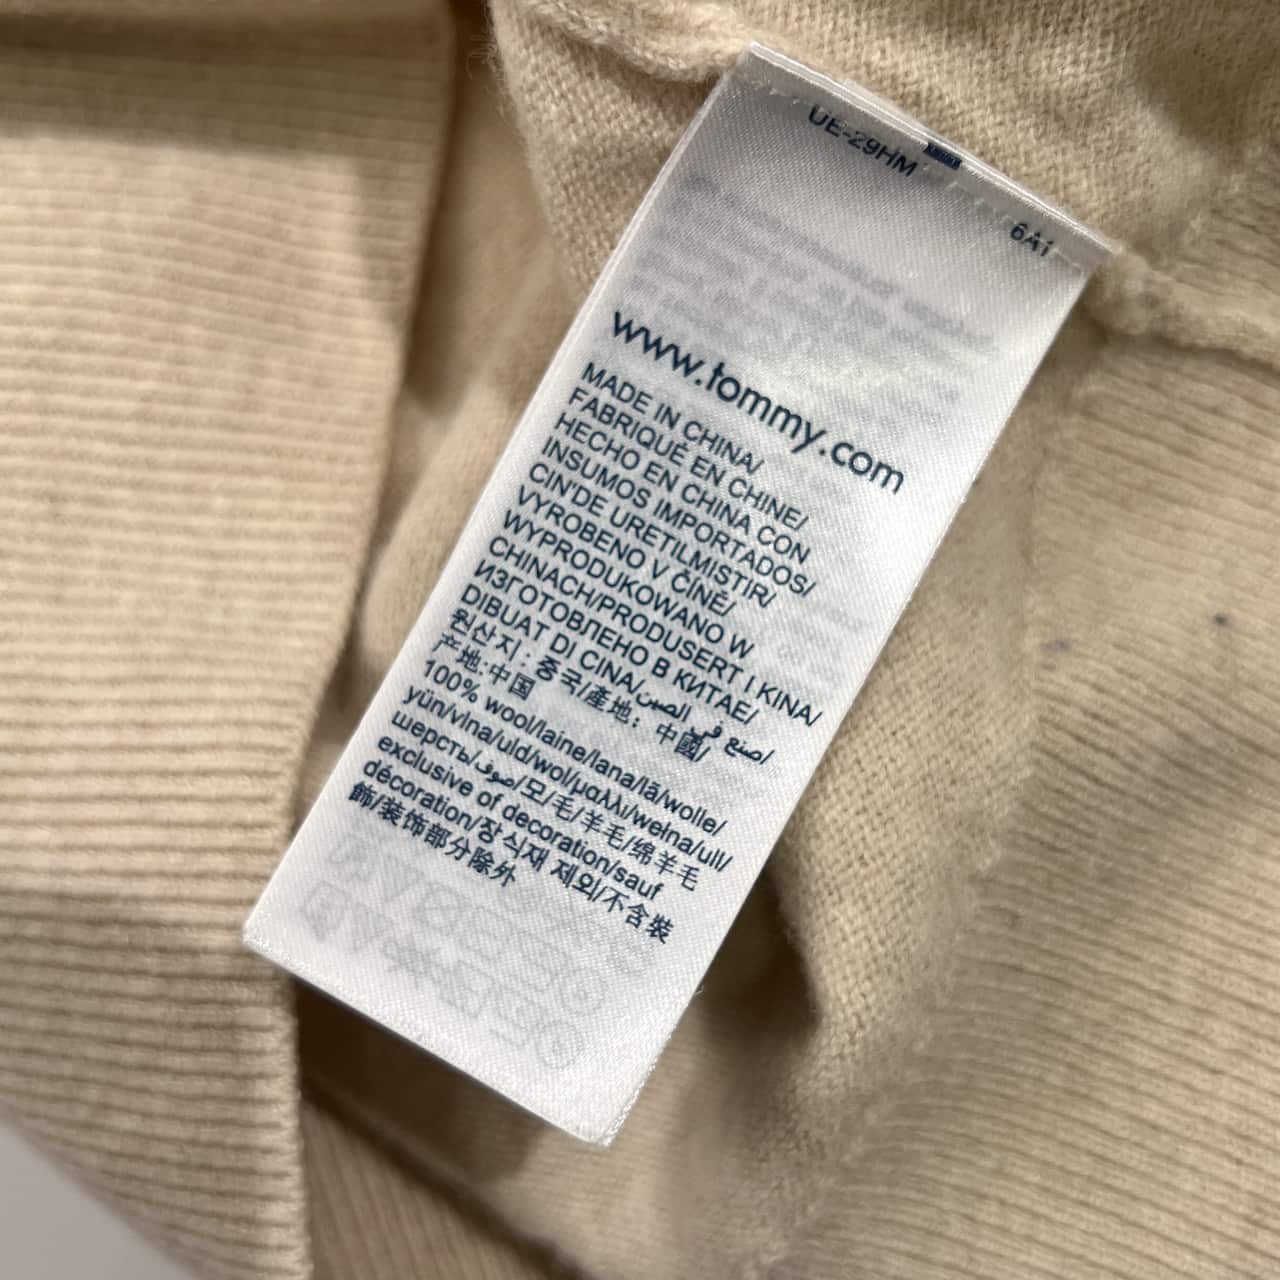 UE-29HM
6A1
www.tommy.com
MADE IN CHINA/
FABRIQUÉ EN CHINE/
HECHO EN CHINA CON
INSUMOS IMPORTADOS/
ÇIN'DE URETILMISTIR/
VYROBENO V ČÍNĚ/
WYPRODUKOWANO W
CHINACH/PRODUSERT I KINA/
ИЗГОТОВЛЕНО В КИТАЕ/
DIBUAT DI CINA/صنع في الصين/
원산지: 중국/產地: 中國/
产地:中国
100% wool/laine/lana/lã/wolle/
yün/vlna/uld/wol/μαλλι/wełna/ull/
шерсть/صوف/모/毛/羊毛/绵羊毛
exclusive of decoration/sauf
décoration/장식재 제외/不含裝
飾/装饰部分除外